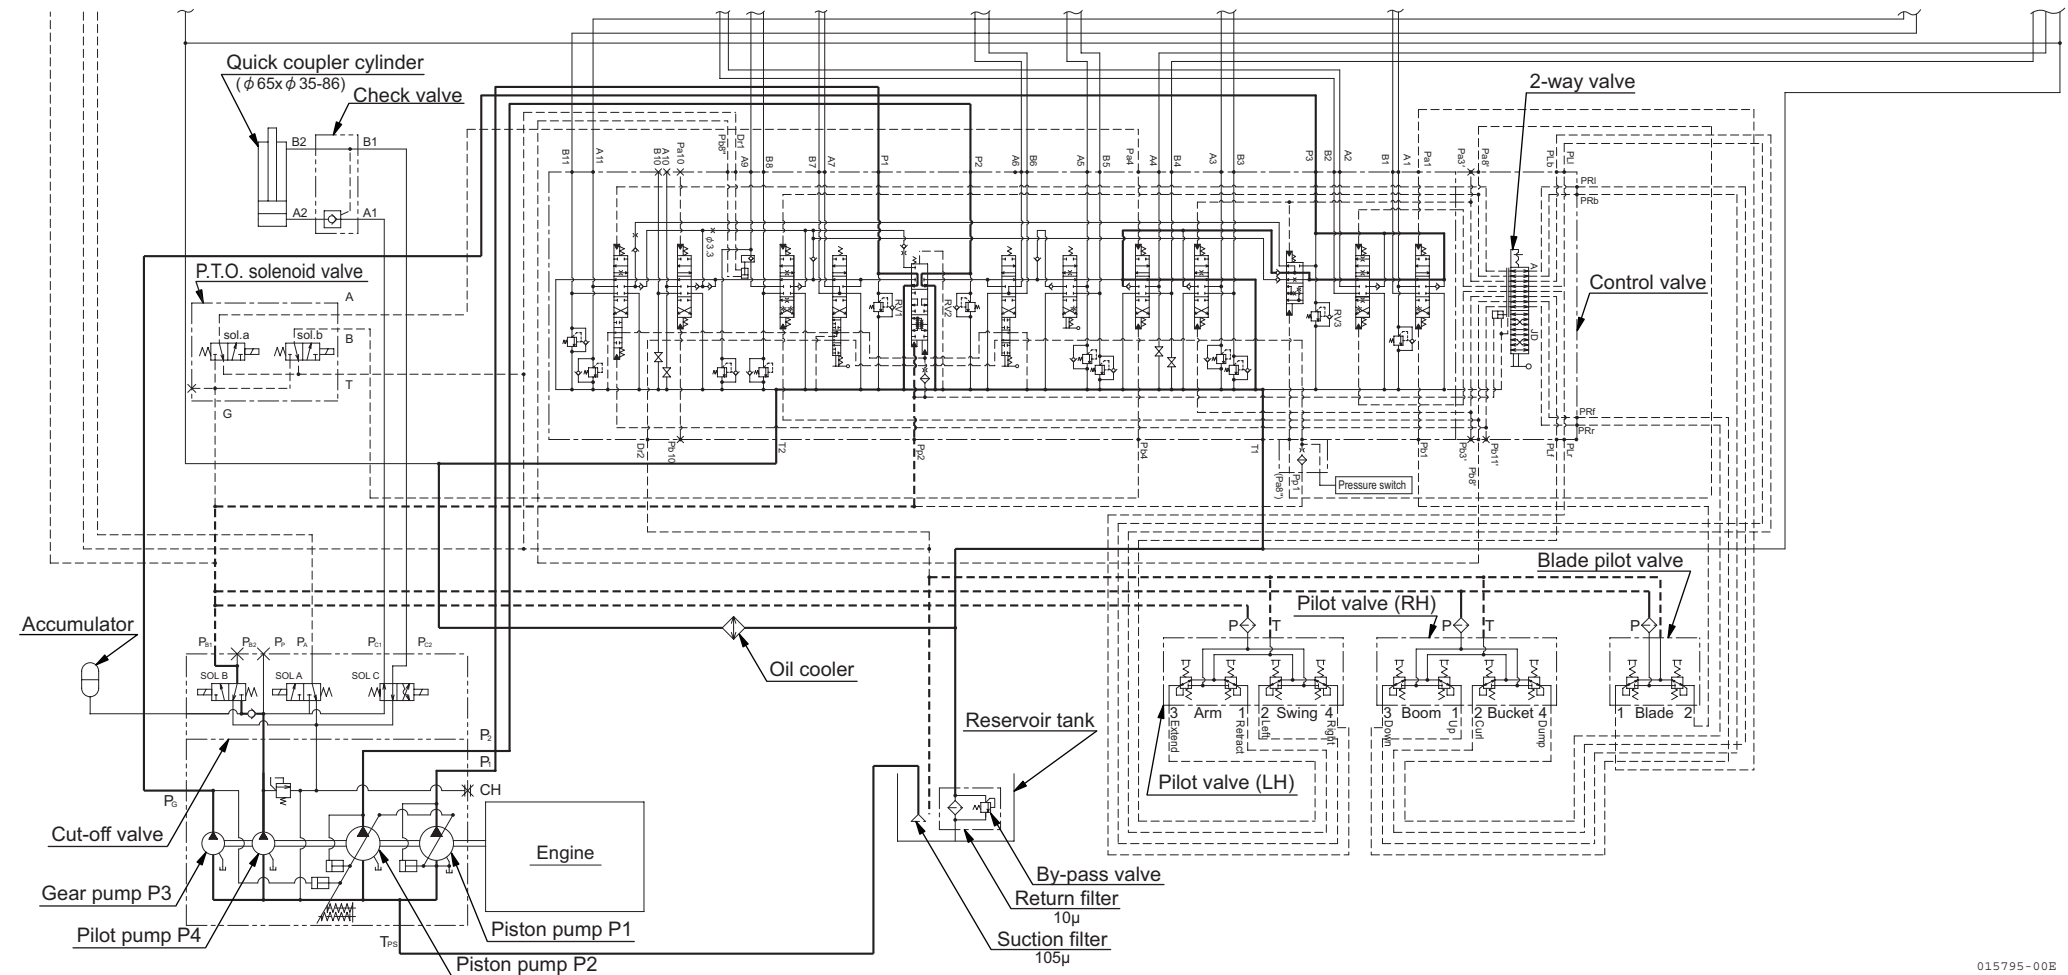 Quick coupler cylinder
(φ65xφ35-86)
Check valve
2-way valve
B2
B1
A2
A1
B11
A11
B10
A10
Pa10
Pb8"
Dr1
A9
B8
B7
A7
P1
P2
A6
B6
A5
B5
Pa4
A4
B4
A3
B3
P3
B2
A2
B1
A1
Pa1
Pa3'
Pa8'
PLb
PLl
PRl
PRb
P.T.O. solenoid valve
A
sol.a
sol.b
B
T
G
φ3.3
RV1
RV2
RV3
A
JD
Control valve
PRf
PRr
Dr2
Pb10
T2
Pp2
Pb4
T1
(Pa8")
Pp1
Pressure switch
Pb1
Pb3'
Pb8'
Pb11'
PLf
PLr
Blade pilot valve
Pilot valve (RH)
Accumulator
PB1
PB2
PP
PA
PC1
PC2
SOL B
SOL A
SOL C
Oil cooler
P
T
P
T
P
3
Arm
1
2
Swing
4
Extend
Retract
Left
Right
3
Boom
1
2
Bucket
4
Down
Up
Curl
Dump
1
Blade
2
Reservoir tank
Pilot valve (LH)
P2
P1
CH
PG
Cut-off valve
Engine
Gear pump P3
Pilot pump P4
Piston pump P1
TPS
Piston pump P2
By-pass valve
Return filter
10μ
Suction filter
105μ
015795-00E